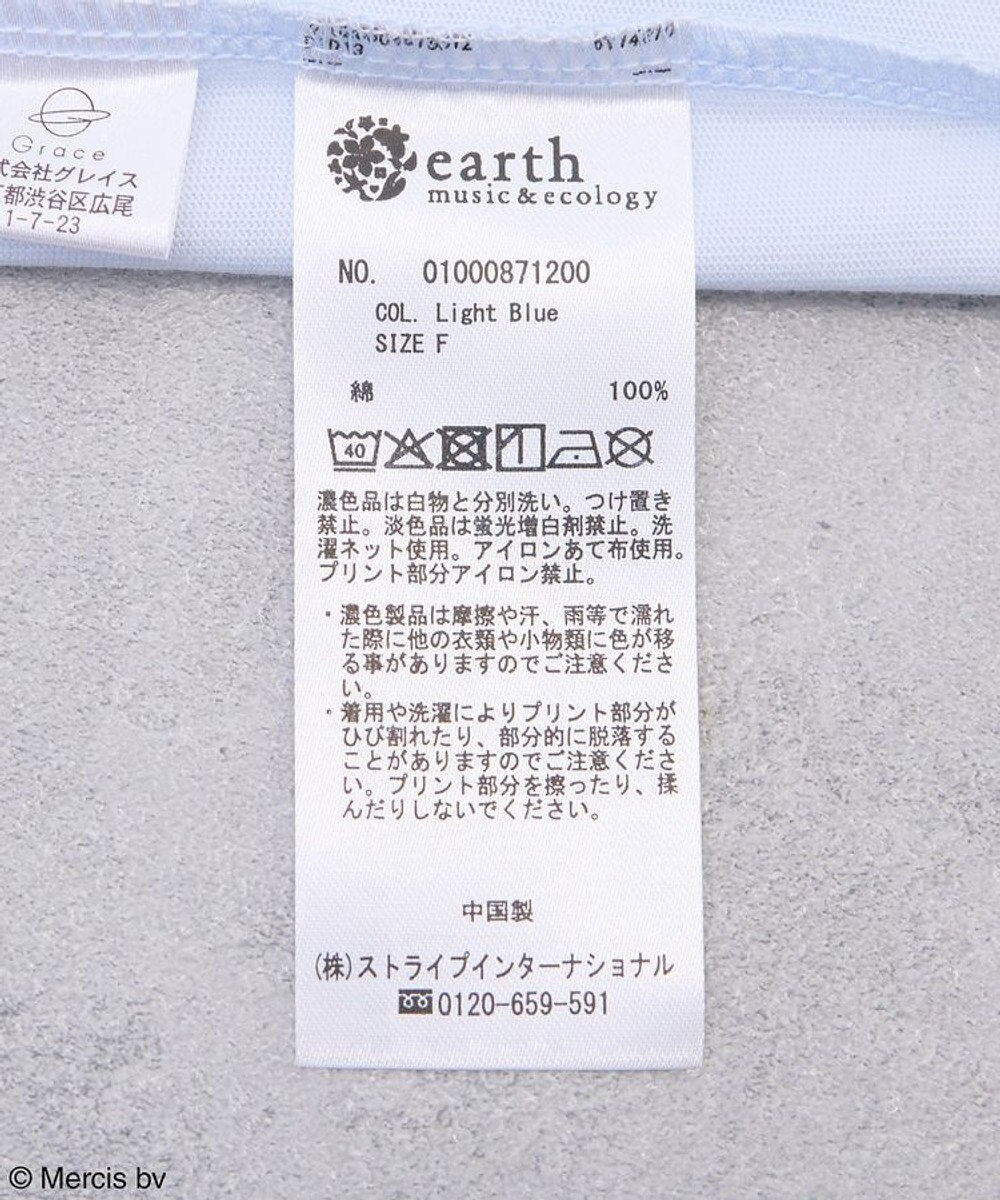 Grace
式会社グレイス
都渋谷区広尾
1-7-23
earth
music&ecology
NO. 01000871200
COL. Light Blue
SIZE F
綿 100%
40
濃色品は白物と分別洗い。つけ置き
禁止。淡色品は蛍光増白剤禁止。洗
濯ネット使用。アイロンあて布使用。
プリント部分アイロン禁止。
・濃色製品は摩擦や汗、雨等で濡れ
た際に他の衣類や小物類に色が移
る事がありますのでご注意くださ
い。
・着用や洗濯によりプリント部分が
ひび割れたり、部分的に脱落する
ことがありますのでご注意くださ
い。プリント部分を擦ったり、揉
んだりしないでください。
中国製
(株)ストライプインターナショナル
0120-659-591
© Mercis bv